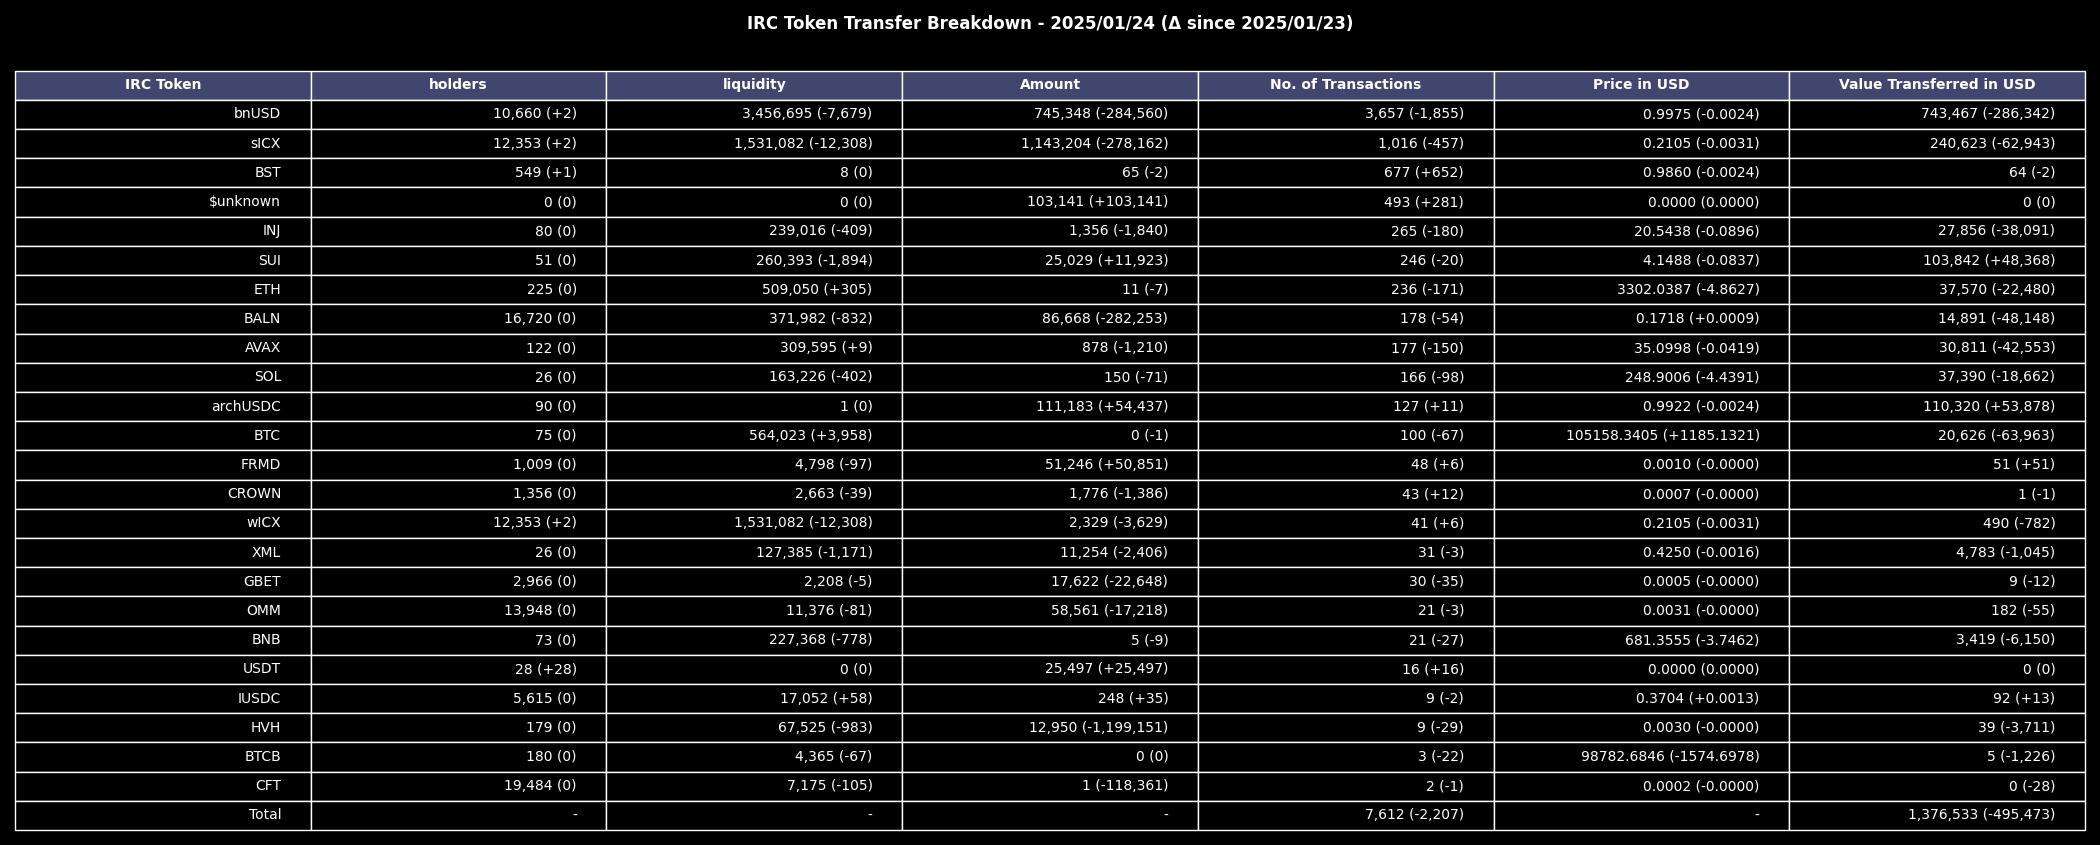 IRC Token Transfer Breakdown - 2025/01/24 (Δ since 2025/01/23)
IRC Token holders liquidity Amount No. of Transactions Price in USD Value Transferred in USD
bnUSD 10,660 (+2) 3,456,695 (-7,679) 745,348 (-284,560) 3,657 (-1,855) 0.9975 (-0.0024) 743,467 (-286,342)
sICX 12,353 (+2) 1,531,082 (-12,308) 1,143,204 (-278,162) 1,016 (-457) 0.2105 (-0.0031) 240,623 (-62,943)
BST 549 (+1) 8 (0) 65 (-2) 677 (+652) 0.9860 (-0.0024) 64 (-2)
$unknown 0 (0) 0 (0) 103,141 (+103,141) 493 (+281) 0.0000 (0.0000) 0 (0)
INJ 80 (0) 239,016 (-409) 1,356 (-1,840) 265 (-180) 20.5438 (-0.0896) 27,856 (-38,091)
SUI 51 (0) 260,393 (-1,894) 25,029 (+11,923) 246 (-20) 4.1488 (-0.0837) 103,842 (+48,368)
ETH 225 (0) 509,050 (+305) 11 (-7) 236 (-171) 3302.0387 (-4.8627) 37,570 (-22,480)
BALN 16,720 (0) 371,982 (-832) 86,668 (-282,253) 178 (-54) 0.1718 (+0.0009) 14,891 (-48,148)
AVAX 122 (0) 309,595 (+9) 878 (-1,210) 177 (-150) 35.0998 (-0.0419) 30,811 (-42,553)
SOL 26 (0) 163,226 (-402) 150 (-71) 166 (-98) 248.9006 (-4.4391) 37,390 (-18,662)
archUSDC 90 (0) 1 (0) 111,183 (+54,437) 127 (+11) 0.9922 (-0.0024) 110,320 (+53,878)
BTC 75 (0) 564,023 (+3,958) 0 (-1) 100 (-67) 105158.3405 (+1185.1321) 20,626 (-63,963)
FRMD 1,009 (0) 4,798 (-97) 51,246 (+50,851) 48 (+6) 0.0010 (-0.0000) 51 (+51)
CROWN 1,356 (0) 2,663 (-39) 1,776 (-1,386) 43 (+12) 0.0007 (-0.0000) 1 (-1)
wICX 12,353 (+2) 1,531,082 (-12,308) 2,329 (-3,629) 41 (+6) 0.2105 (-0.0031) 490 (-782)
XML 26 (0) 127,385 (-1,171) 11,254 (-2,406) 31 (-3) 0.4250 (-0.0016) 4,783 (-1,045)
GBET 2,966 (0) 2,208 (-5) 17,622 (-22,648) 30 (-35) 0.0005 (-0.0000) 9 (-12)
OMM 13,948 (0) 11,376 (-81) 58,561 (-17,218) 21 (-3) 0.0031 (-0.0000) 182 (-55)
BNB 73 (0) 227,368 (-778) 5 (-9) 21 (-27) 681.3555 (-3.7462) 3,419 (-6,150)
USDT 28 (+28) 0 (0) 25,497 (+25,497) 16 (+16) 0.0000 (0.0000) 0 (0)
IUSDC 5,615 (0) 17,052 (+58) 248 (+35) 9 (-2) 0.3704 (+0.0013) 92 (+13)
HVH 179 (0) 67,525 (-983) 12,950 (-1,199,151) 9 (-29) 0.0030 (-0.0000) 39 (-3,711)
BTCB 180 (0) 4,365 (-67) 0 (0) 3 (-22) 98782.6846 (-1574.6978) 5 (-1,226)
CFT 19,484 (0) 7,175 (-105) 1 (-118,361) 2 (-1) 0.0002 (-0.0000) 0 (-28)
Total - - - 7,612 (-2,207) - 1,376,533 (-495,473)